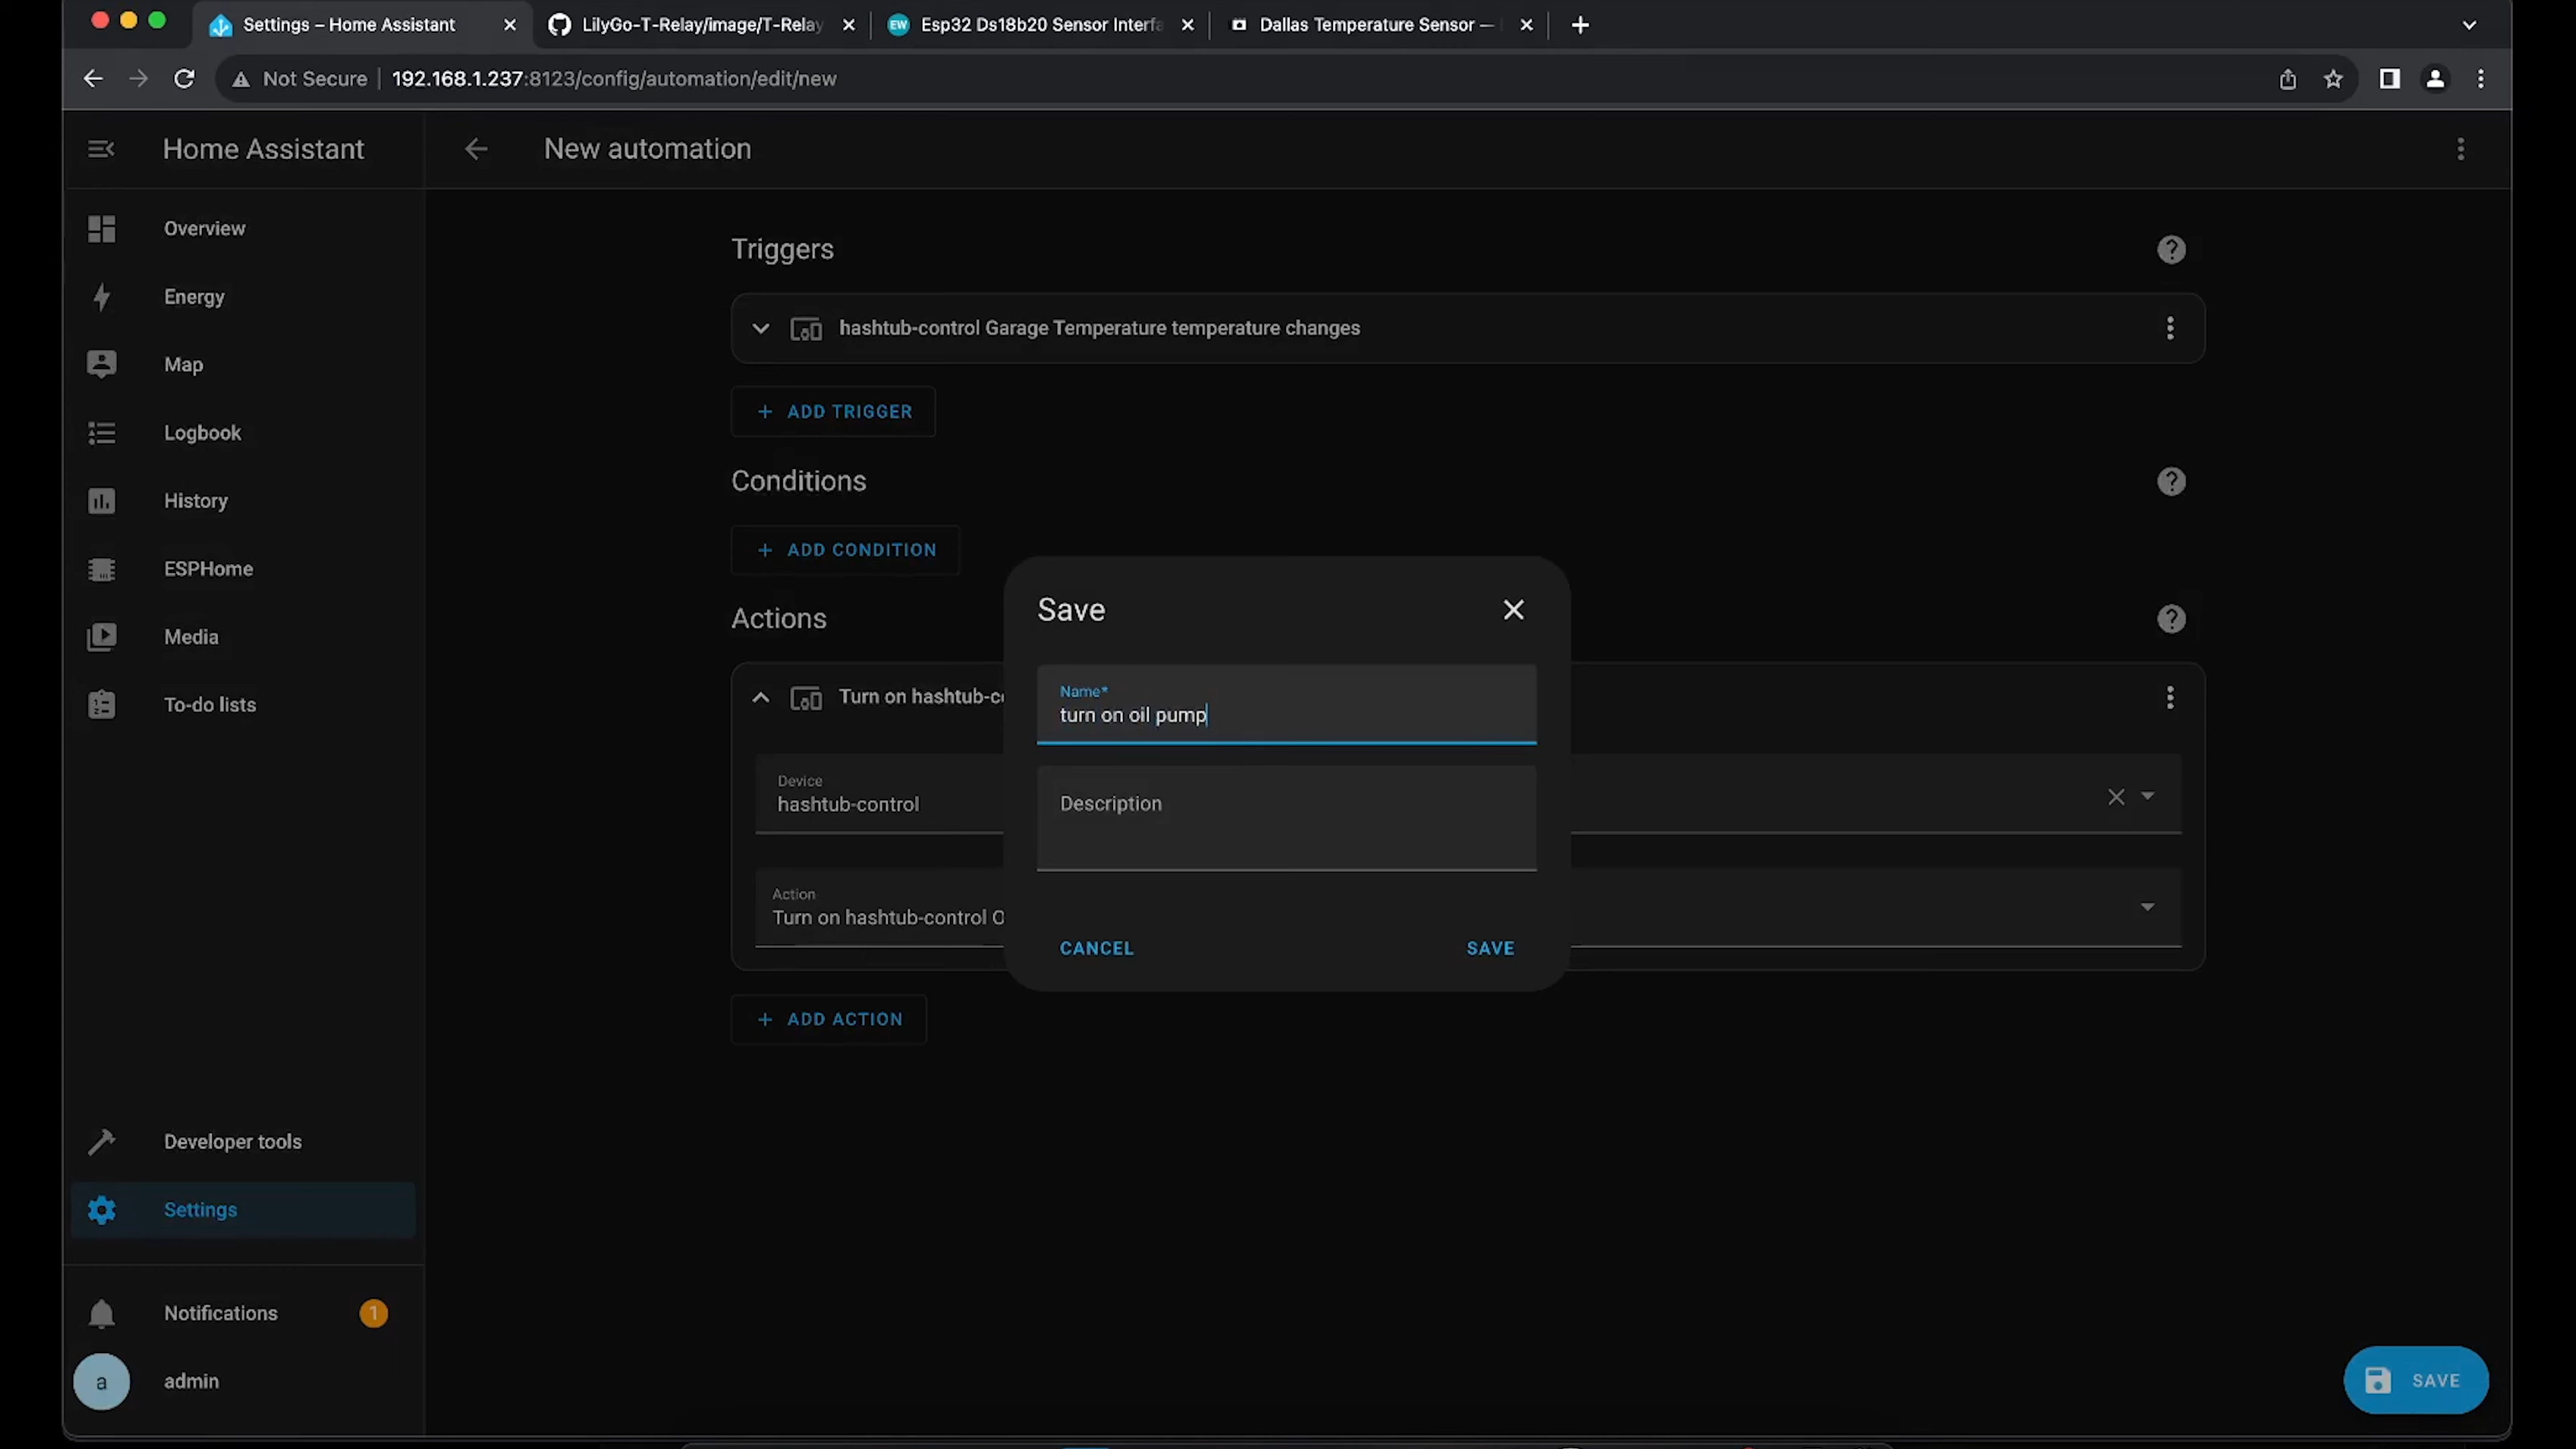 Settings – Home Assistant
LilyGo-T-Relay/image/T-Relay
EW
Esp32 Ds18b20 Sensor Interfa
Dallas Temperature Sensor —
Not Secure
192.168.1.237:8123/config/automation/edit/new
Home Assistant
New automation
Overview
Energy
Map
Logbook
History
ESPHome
Media
To-do lists
Developer tools
Settings
Notifications
1
a
admin
Triggers
hashtub-control Garage Temperature temperature changes
+ ADD TRIGGER
Conditions
+ ADD CONDITION
Actions
Turn on hashtub-c
Device
hashtub-control
Action
Turn on hashtub-control O
+ ADD ACTION
Save
Name*
turn on oil pump
Description
CANCEL
SAVE
SAVE